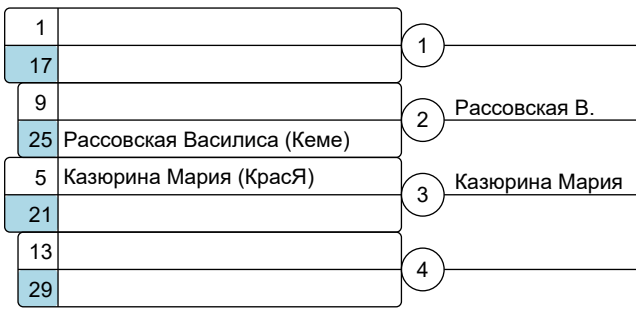 1
1
17
9
2 Рассовская В.
25 Рассовская Василиса (Кеме)
5 Казюрина Мария (КрасЯ)
3 Казюрина Мария
21
13
4
29